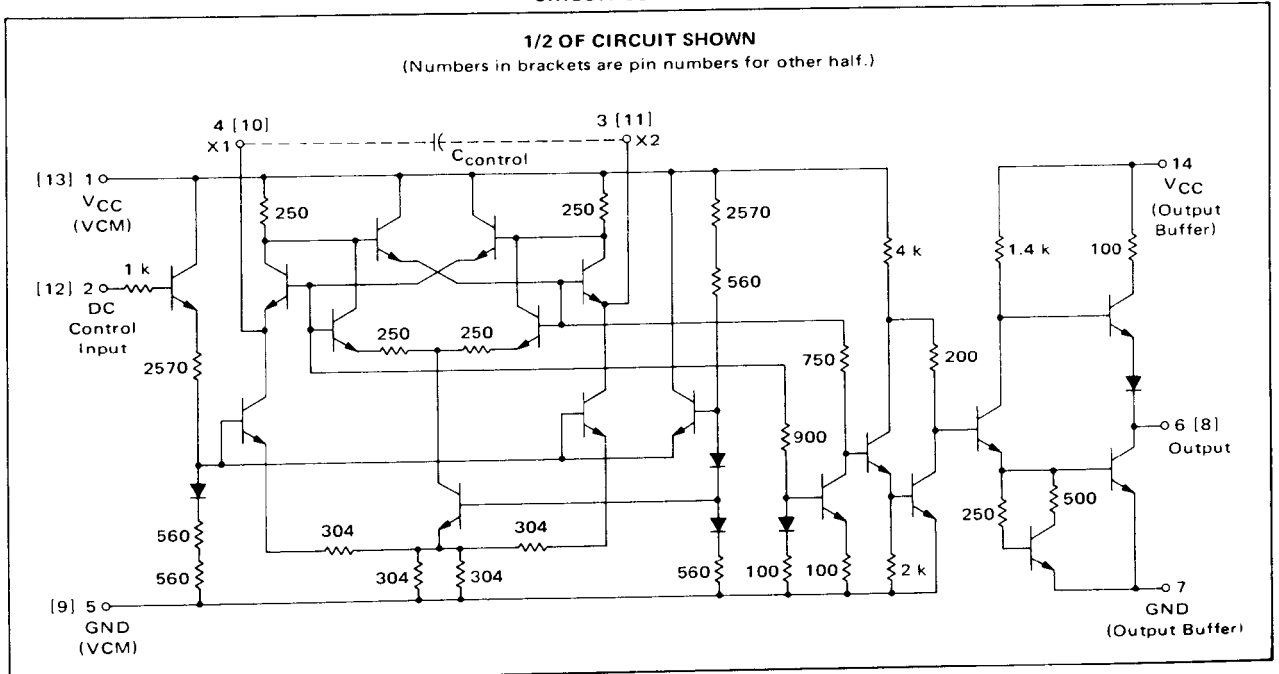 1/2 OF CIRCUIT SHOWN
(Numbers in brackets are pin numbers for other half.)
4 [10]
X1
3 [11]
X2
Ccontrol
[13] 1
VCC
(VCM)
14
VCC
(Output
Buffer)
250
250
2570
4 k
1.4 k
100
1 k
[12] 2
DC
Control
Input
560
250
250
2570
750
200
900
6 [8]
Output
304
304
560
560
304
304
560
100
100
2 k
250
500
[9] 5
GND
(VCM)
7
GND
(Output Buffer)